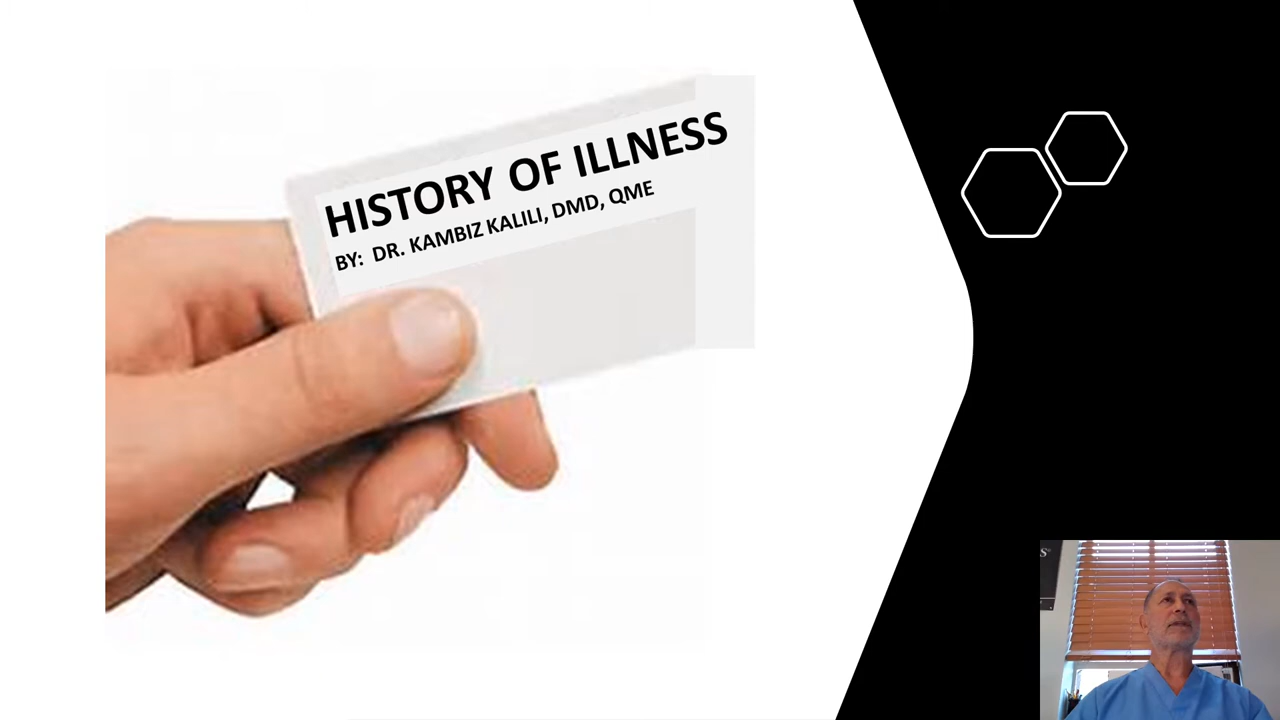 HISTORY OF ILLNESS
BY: DR. KAMBIZ KALILI, DMD, QME